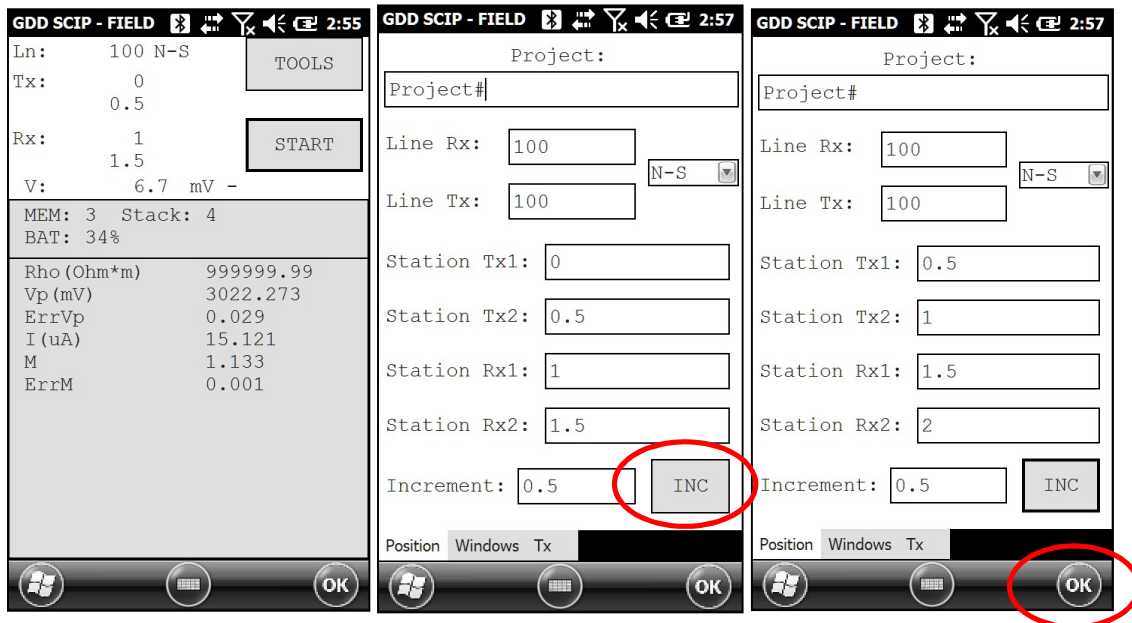 GDD SCIP - FIELD 2:55
Ln: 100 N-S
TOOLS
Tx: 0
0.5
Rx: 1
START
1.5
V: 6.7 mV -
MEM: 3 Stack: 4
BAT: 34%
Rho(Ohm*m) 999999.99
Vp(mV) 3022.273
ErrVp 0.029
I(uA) 15.121
M 1.133
ErrM 0.001
OK
GDD SCIP - FIELD 2:57
Project:
Project#
Line Rx: 100
N-S
Line Tx: 100
Station Tx1: 0
Station Tx2: 0.5
Station Rx1: 1
Station Rx2: 1.5
Increment: 0.5 INC
Position Windows Tx
OK
GDD SCIP - FIELD 2:57
Project:
Project#
Line Rx: 100
N-S
Line Tx: 100
Station Tx1: 0.5
Station Tx2: 1
Station Rx1: 1.5
Station Rx2: 2
Increment: 0.5 INC
Position Windows Tx
OK